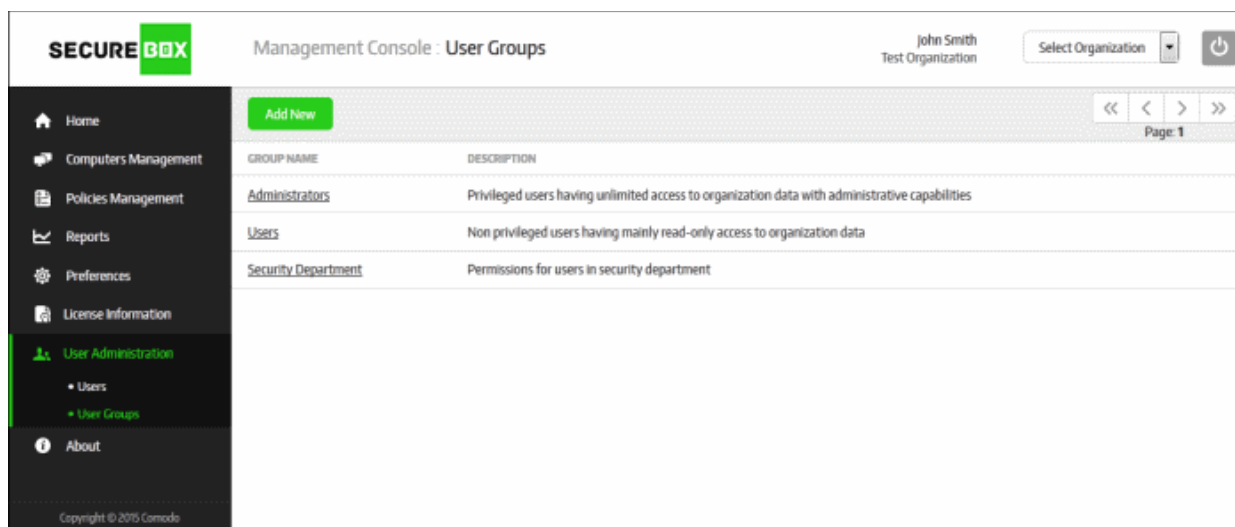 SECURE BOX
Management Console : User Groups
John Smith
Test Organization
Select Organization
Home
Computers Management
Policies Management
Reports
Preferences
License Information
User Administration
• Users
• User Groups
About
Copyright © 2015 Comodo
Add New
Page: 1
GROUP NAME DESCRIPTION
Administrators Privileged users having unlimited access to organization data with administrative capabilities
Users Non privileged users having mainly read-only access to organization data
Security Department Permissions for users in security department